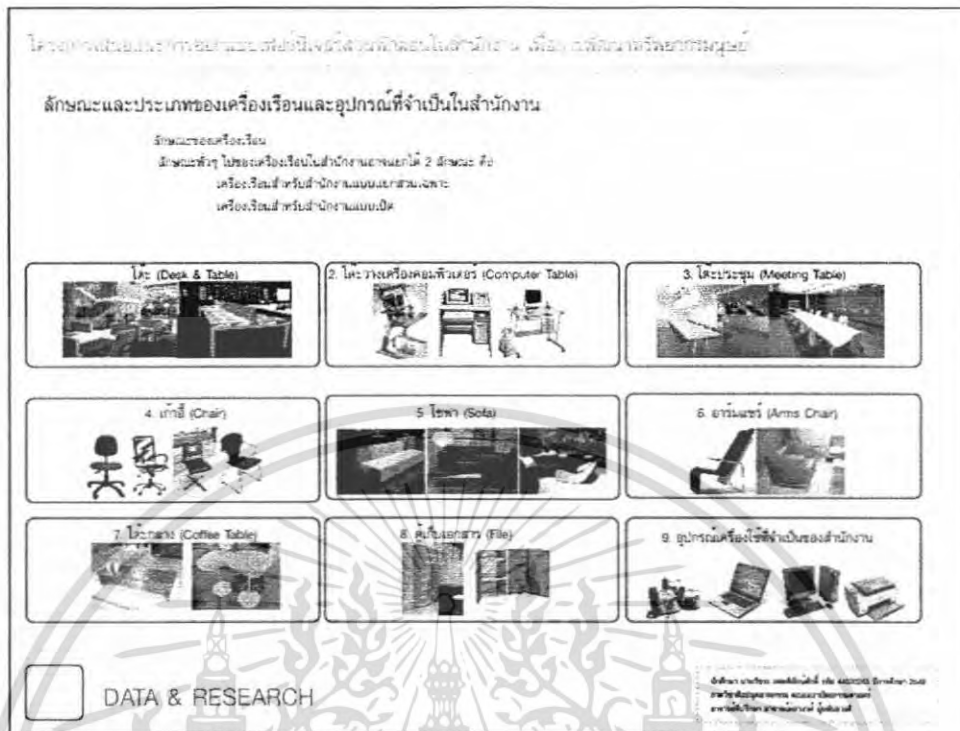 ลักษณะและประเภทของเครื่องเรือนและอุปกรณ์ที่จำเป็นในสำนักงาน
ลักษณะของเครื่องเรือน
ลักษณะทั่วๆ ไปของเครื่องเรือนในสำนักงานอาจแยกได้ 2 ลักษณะ คือ
เครื่องเรือนสำหรับสำนักงานแบบแยกส่วนเฉพาะ
เครื่องเรือนสำหรับสำนักงานแบบเปิด
โต๊ะ (Desk & Table)
2. โต๊ะวางเครื่องคอมพิวเตอร์ (Computer Table)
3. โต๊ะประชุม (Meeting Table)
4. เก้าอี้ (Chair)
5. โซฟา (Sofa)
6. อาร์มแชร์ (Arms Chair)
7. โต๊ะกลาง (Coffee Table)
8. ตู้เก็บเอกสาร (File)
9. อุปกรณ์เครื่องใช้ที่จำเป็นของสำนักงาน
DATA & RESEARCH